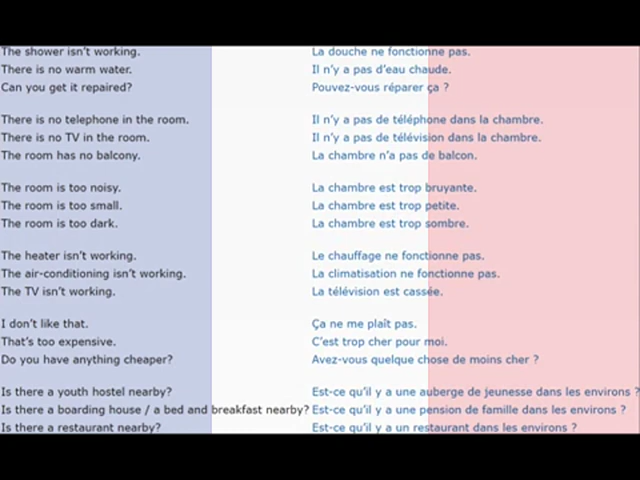 The shower isn't working. La douche ne fonctionne pas.
There is no warm water. Il n'y a pas d'eau chaude.
Can you get it repaired? Pouvez-vous réparer ça ?
There is no telephone in the room. Il n'y a pas de téléphone dans la chambre.
There is no TV in the room. Il n'y a pas de télévision dans la chambre.
The room has no balcony. La chambre n'a pas de balcon.
The room is too noisy. La chambre est trop bruyante.
The room is too small. La chambre est trop petite.
The room is too dark. La chambre est trop sombre.
The heater isn't working. Le chauffage ne fonctionne pas.
The air-conditioning isn't working. La climatisation ne fonctionne pas.
The TV isn't working. La télévision est cassée.
I don't like that. Ça ne me plaît pas.
That's too expensive. C'est trop cher pour moi.
Do you have anything cheaper? Avez-vous quelque chose de moins cher ?
Is there a youth hostel nearby? Est-ce qu'il y a une auberge de jeunesse dans les environs ?
Is there a boarding house / a bed and breakfast nearby? Est-ce qu'il y a une pension de famille dans les environs ?
Is there a restaurant nearby? Est-ce qu'il y a un restaurant dans les environs ?